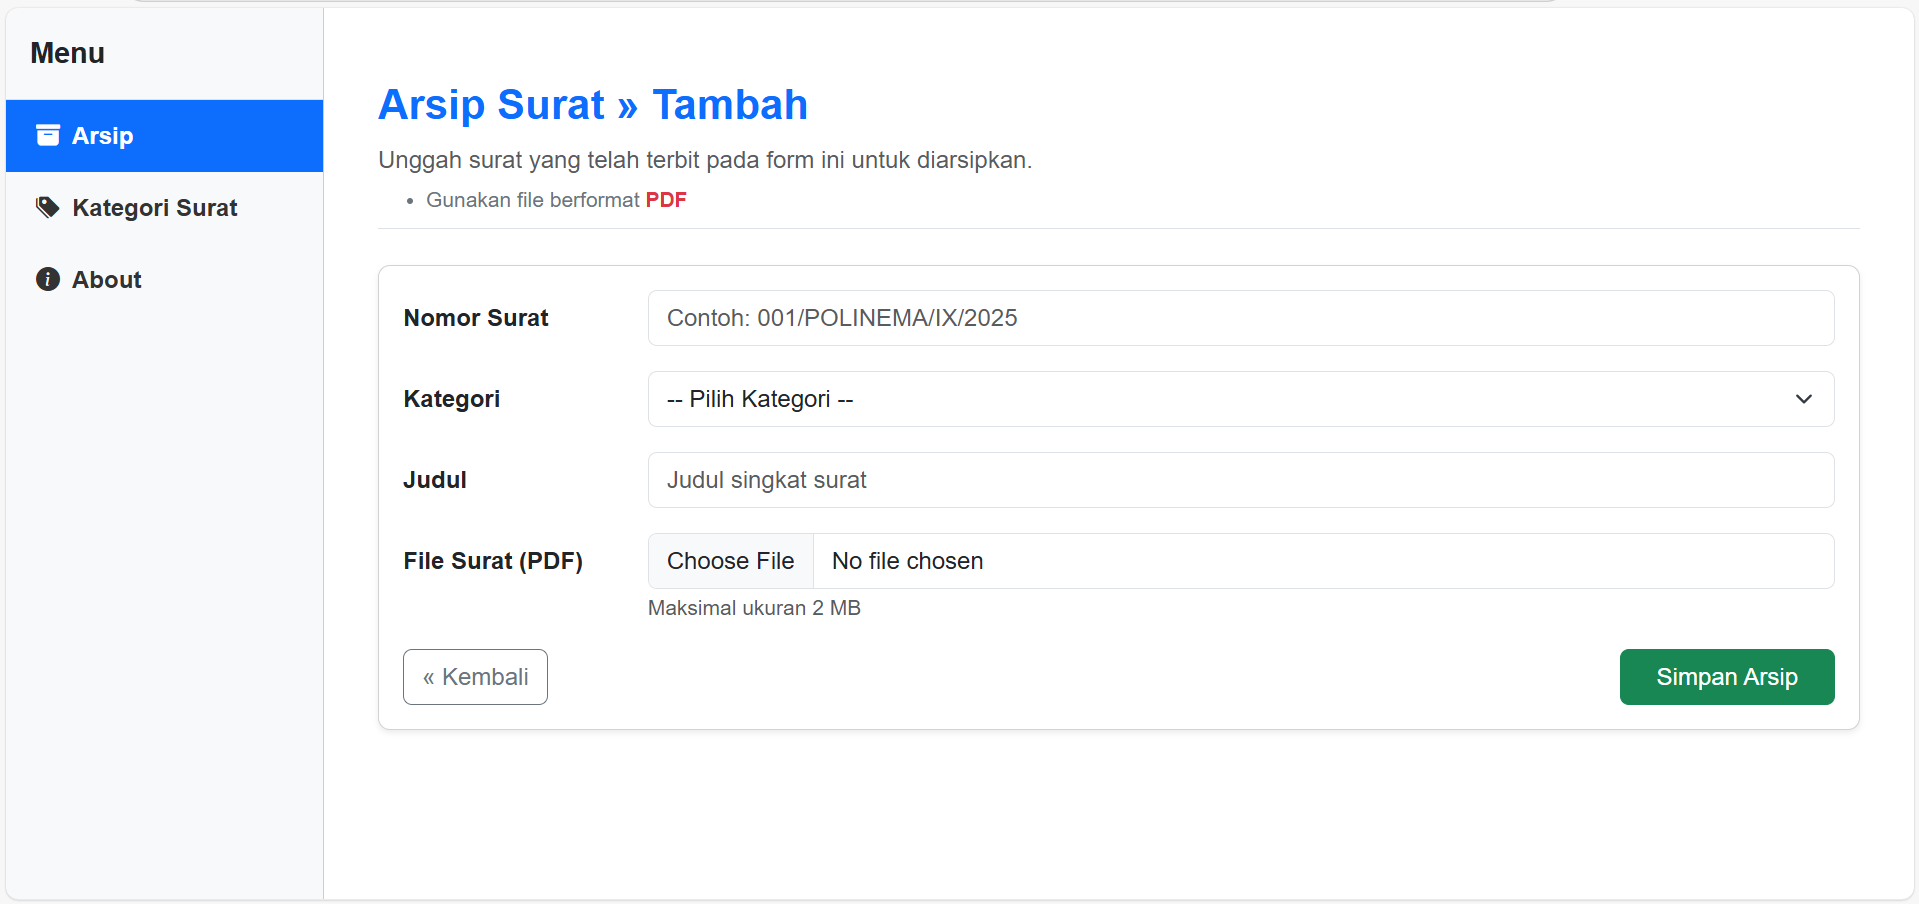 Menu
Arsip
Kategori Surat
About
Arsip Surat » Tambah
Unggah surat yang telah terbit pada form ini untuk diarsipkan.
• Gunakan file berformat PDF
Nomor Surat
Contoh: 001/POLINEMA/IX/2025
Kategori
-- Pilih Kategori --
Judul
Judul singkat surat
File Surat (PDF)
Choose File No file chosen
Maksimal ukuran 2 MB
« Kembali
Simpan Arsip